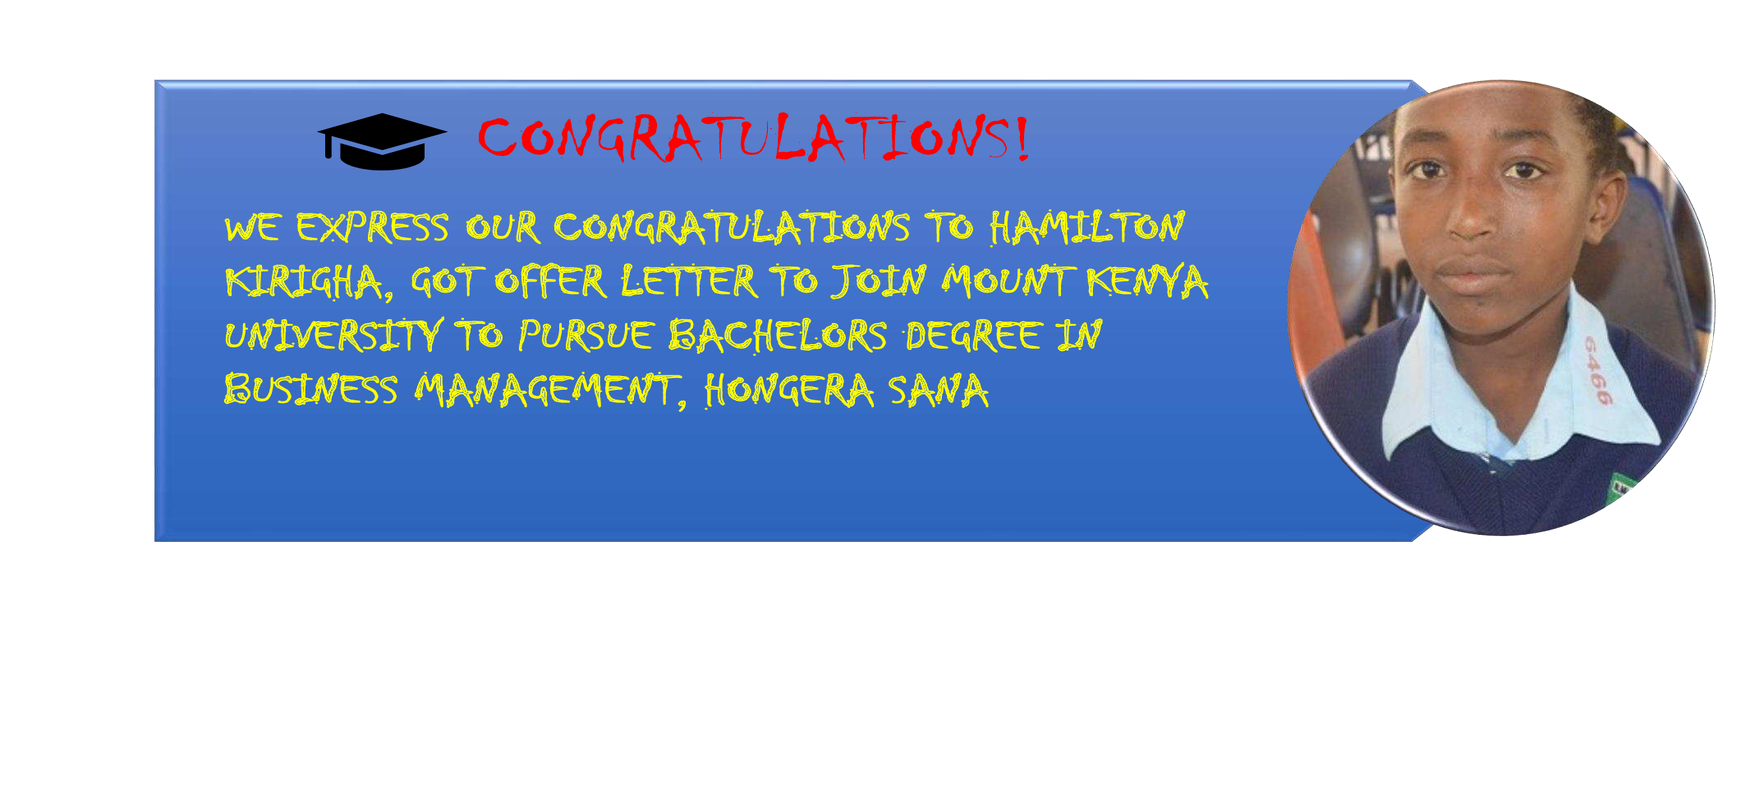 CONGRATULATIONS!
WE EXPRESS OUR CONGRATULATIONS TO HAMILTON
KIRIGHA, GOT OFFER LETTER TO JOIN MOUNT KENYA
UNIVERSITY TO PURSUE BACHELORS DEGREE IN
BUSINESS MANAGEMENT, HONGERA SANA
6466